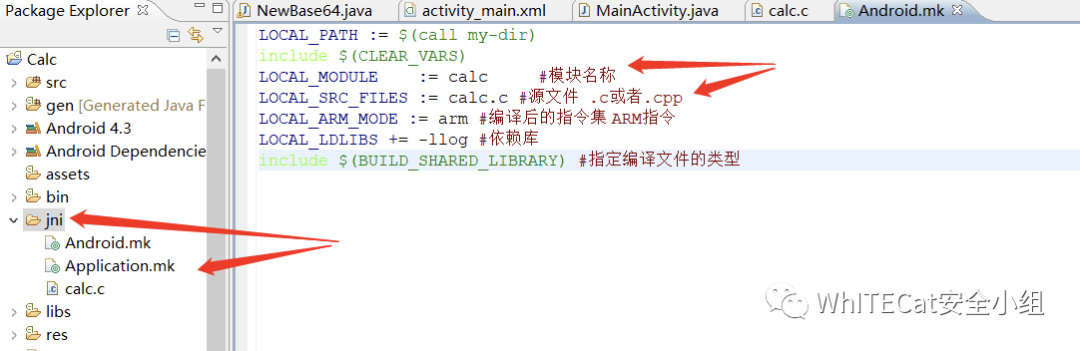 Package Explorer
NewBase64.java
activity_main.xml
MainActivity.java
calc.c
Android.mk
Calc
src
gen [Generated Java F
Android 4.3
Android Dependencie
assets
bin
jni
Android.mk
Application.mk
calc.c
libs
res
LOCAL_PATH := $(call my-dir)
include $(CLEAR_VARS)
LOCAL_MODULE := calc #模块名称
LOCAL_SRC_FILES := calc.c #源文件 .c或者.cpp
LOCAL_ARM_MODE := arm #编译后的指令集 ARM指令
LOCAL_LDLIBS += -llog #依赖库
include $(BUILD_SHARED_LIBRARY) #指定编译文件的类型
WhITECat安全小组